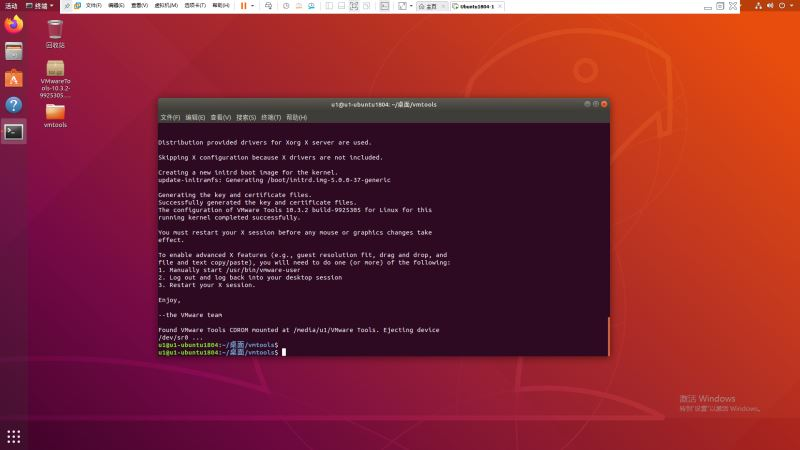 活动
终端
文件(F) 编辑(E) 查看(V) 虚拟机(M) 选项卡(T) 帮助(H)
主页
Ubuntu1804-1
回收站
VMwareTo
ols-10.3.2-
9925305....
vmtools
u1@u1-ubuntu1804: ~/桌面/vmtools
文件(F) 编辑(E) 查看(V) 搜索(S) 终端(T) 帮助(H)
Distribution provided drivers for Xorg X server are used.
Skipping X configuration because X drivers are not included.
Creating a new initrd boot image for the kernel.
update-initramfs: Generating /boot/initrd.img-5.0.0-37-generic
Generating the key and certificate files.
Successfully generated the key and certificate files.
The configuration of VMware Tools 10.3.2 build-9925305 for Linux for this
running kernel completed successfully.
You must restart your X session before any mouse or graphics changes take
effect.
To enable advanced X features (e.g., guest resolution fit, drag and drop, and
file and text copy/paste), you will need to do one (or more) of the following:
1. Manually start /usr/bin/vmware-user
2. Log out and log back into your desktop session
3. Restart your X session.
Enjoy,
--the VMware team
Found VMware Tools CDROM mounted at /media/u1/VMware Tools. Ejecting device
/dev/sr0 ...
u1@u1-ubuntu1804:~/桌面/vmtools$
u1@u1-ubuntu1804:~/桌面/vmtools$
激活 Windows
转到"设置"以激活 Windows。